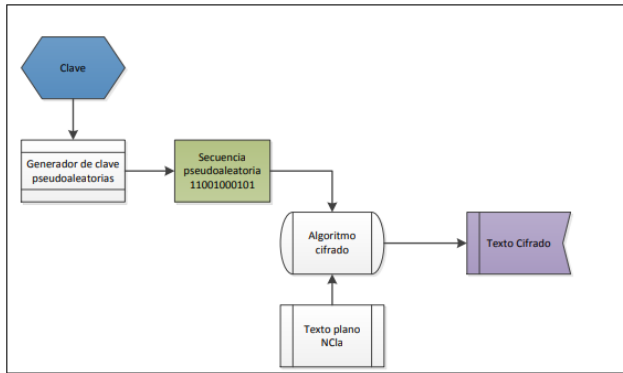 Clave
Generador de clave
pseudoaleatorias
Secuencia
pseudoaleatoria
11001000101
Algoritmo
cifrado
Texto Cifrado
Texto plano
NCla